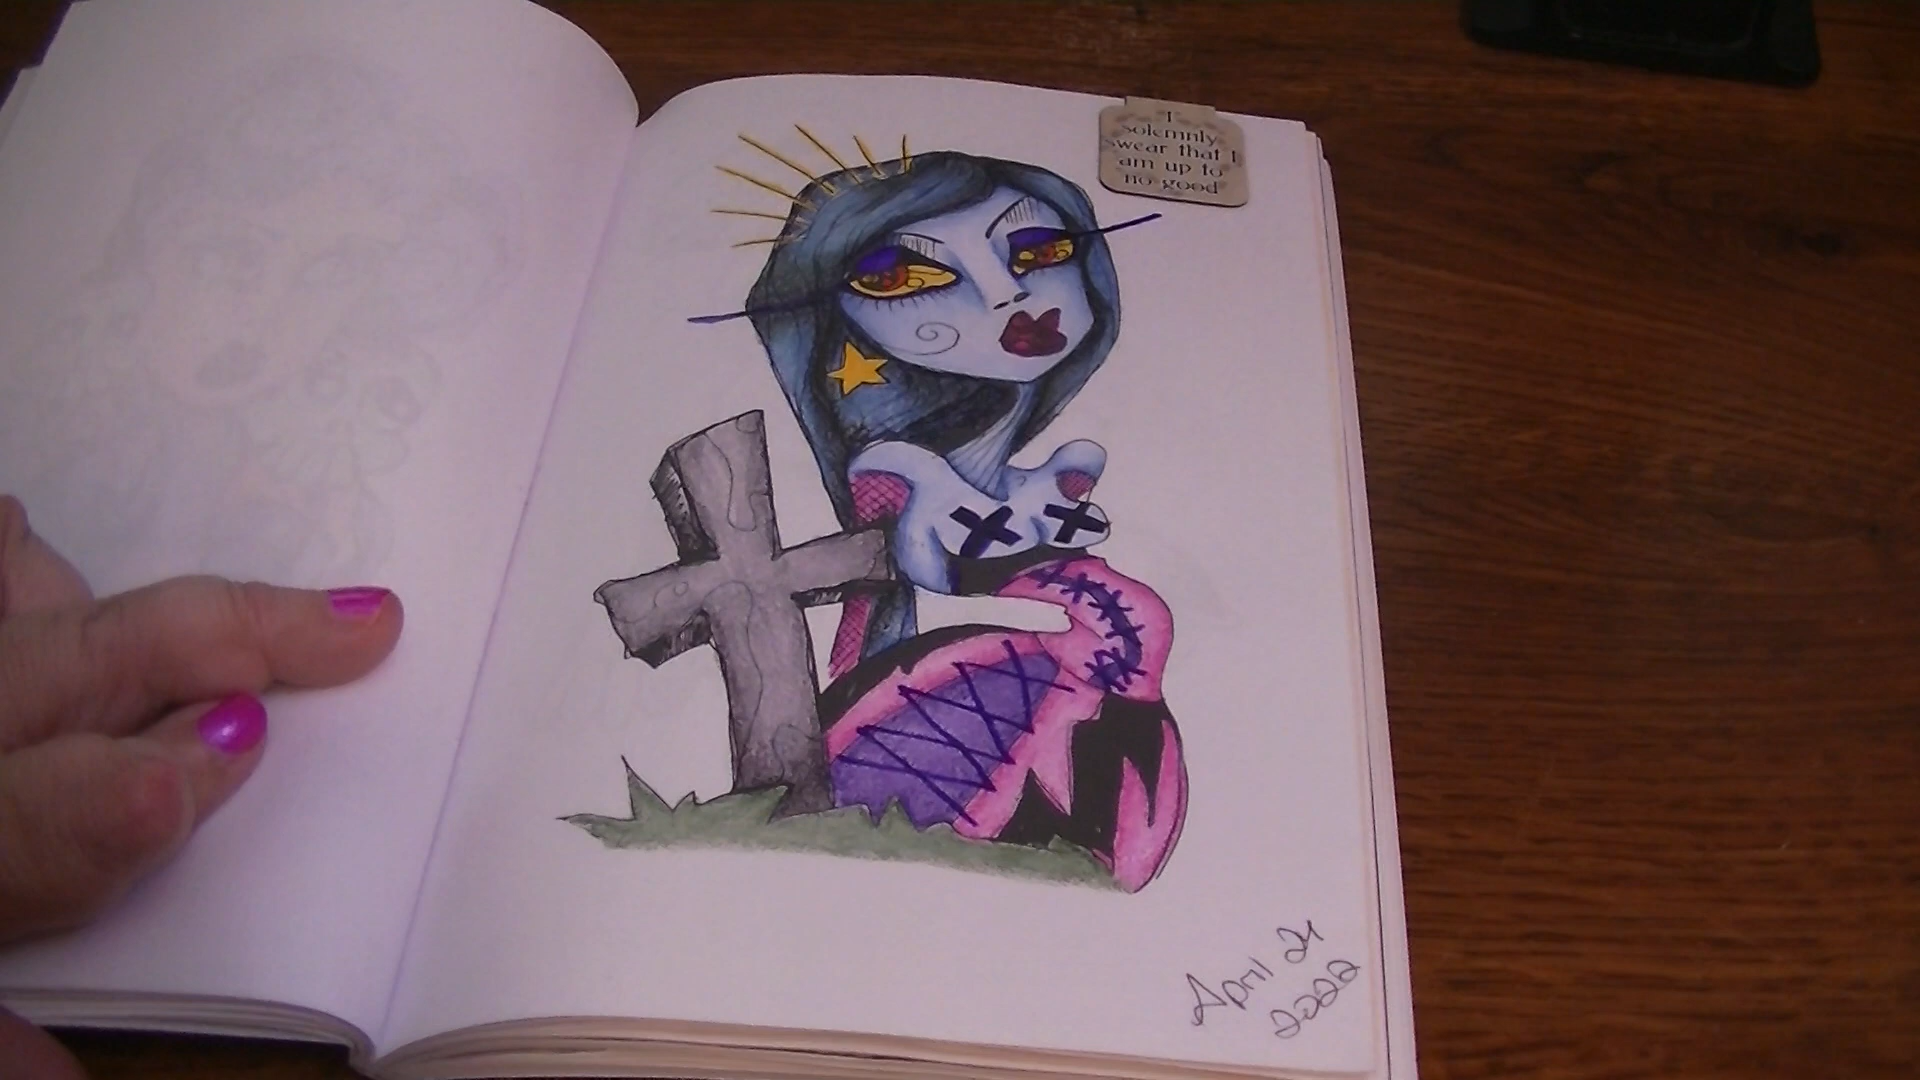 I
solemnly
swear that I
am up to
no good
April 24
2022